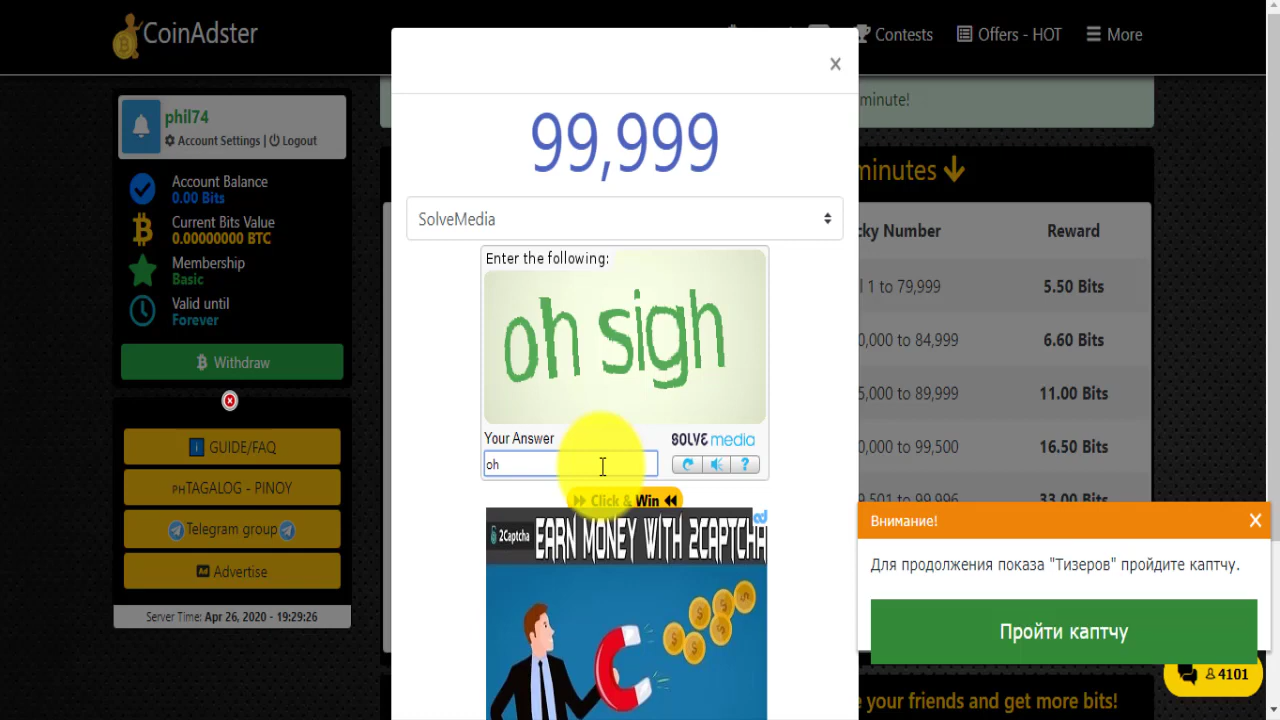 CoinAdster
Contests
Offers - HOT
More
phil74
Account Settings | Logout
Account Balance
0.00 Bits
Current Bits Value
0.00000000 BTC
Membership
Basic
Valid until
Forever
Withdraw
GUIDE/FAQ
PHTAGALOG - PINOY
Telegram group
Advertise
Server Time: Apr 26, 2020 - 19:29:26
×
99,999
SolveMedia
Enter the following:
oh sigh
Your Answer
SOLVE media
oh
?
Click & Win
2Captcha EARN MONEY WITH 2CAPTCHA
ad
minute!
minutes
Number Reward
1 to 79,999 5.50 Bits
0,000 to 84,999 6.60 Bits
5,000 to 89,999 11.00 Bits
0,000 to 99,500 16.50 Bits
9,501 to 99,996 33.00 Bits
Внимание! X
Для продолжения показа "Тизеров" пройдите каптчу.
Пройти каптчу
4101
your friends and get more bits!